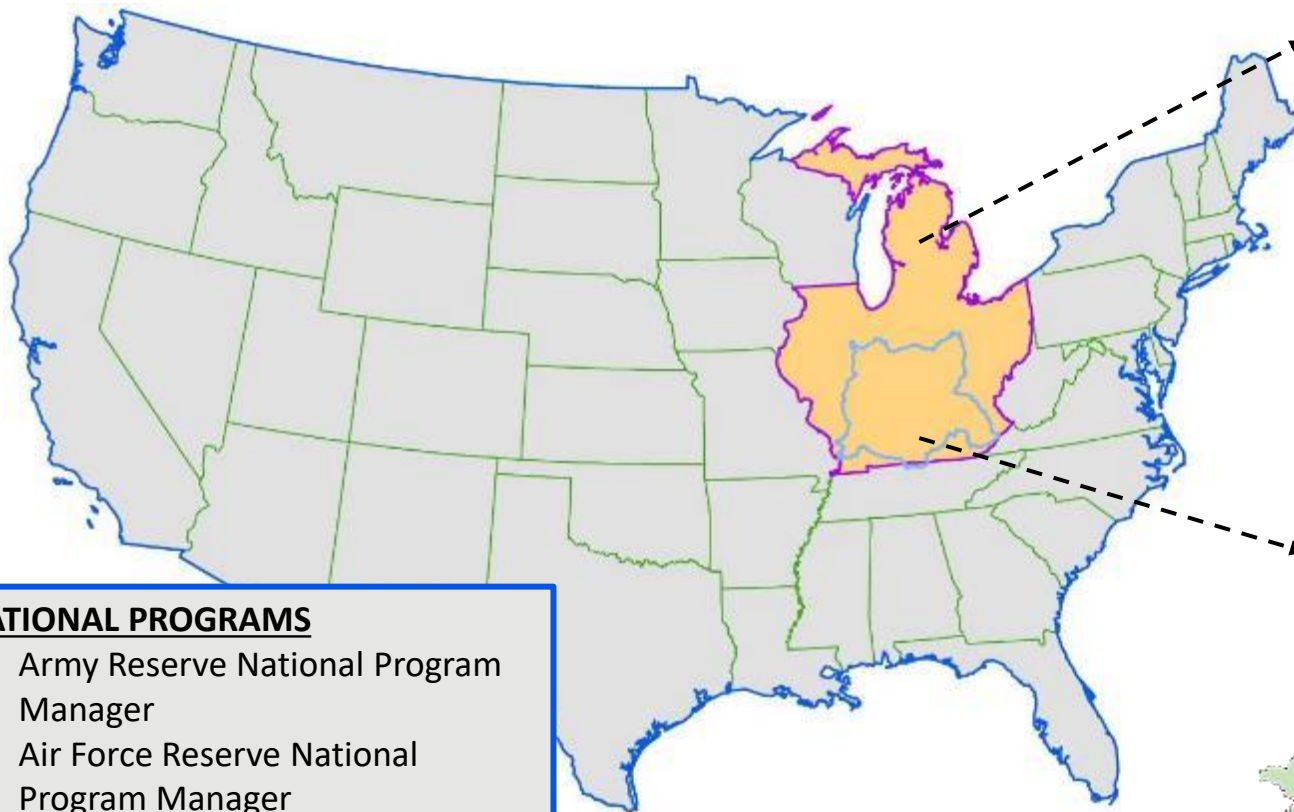 ATIONAL PROGRAMS
Army Reserve National Program
Manager
Air Force Reserve National
Program Manager